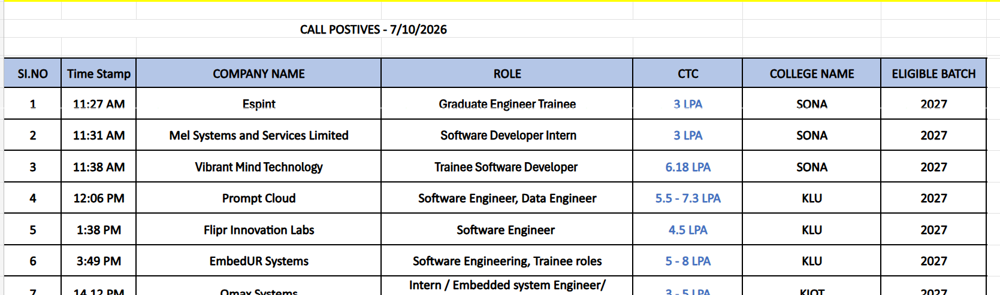 CALL POSTIVES - 7/10/2026
SI.NO Time Stamp COMPANY NAME ROLE CTC COLLEGE NAME ELIGIBLE BATCH
1 11:27 AM Espint Graduate Engineer Trainee 3 LPA SONA 2027
2 11:31 AM Mel Systems and Services Limited Software Developer Intern 3 LPA SONA 2027
3 11:38 AM Vibrant Mind Technology Trainee Software Developer 6.18 LPA SONA 2027
4 12:06 PM Prompt Cloud Software Engineer, Data Engineer 5.5 - 7.3 LPA KLU 2027
5 1:38 PM Flipr Innovation Labs Software Engineer 4.5 LPA KLU 2027
6 3:49 PM EmbedUR Systems Software Engineering, Trainee roles 5 - 8 LPA KLU 2027
Intern / Embedded system Engineer/
7 14.12 PM Qmax Systems 3 - 5 LPA KIOT 2027